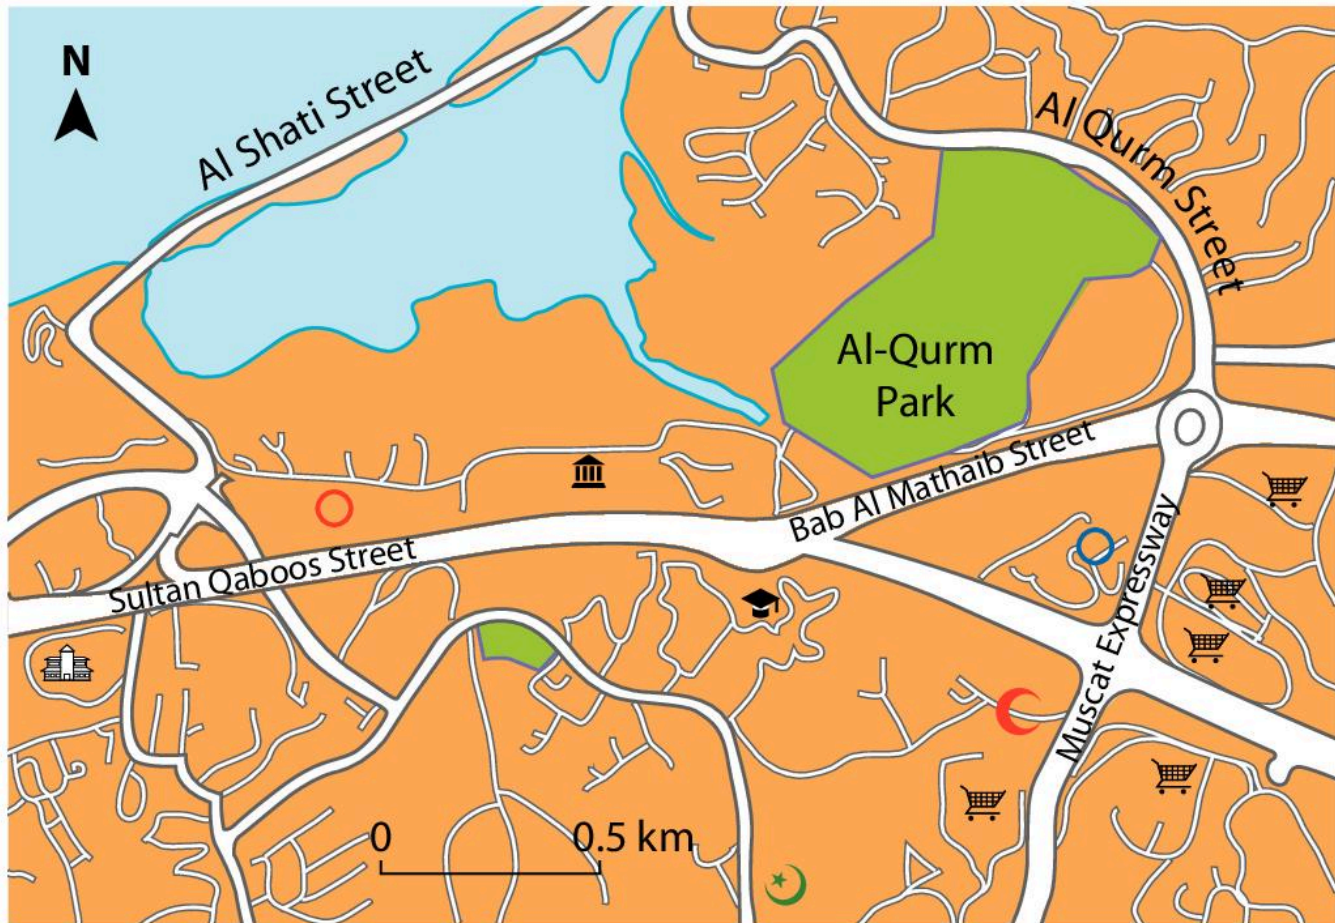 N
Al Shati Street
Al Qurm Street
Al-Qurm
Park
Bab Al Mathaib Street
Sultan Qaboos Street
Muscat Expressway
0
0.5 km